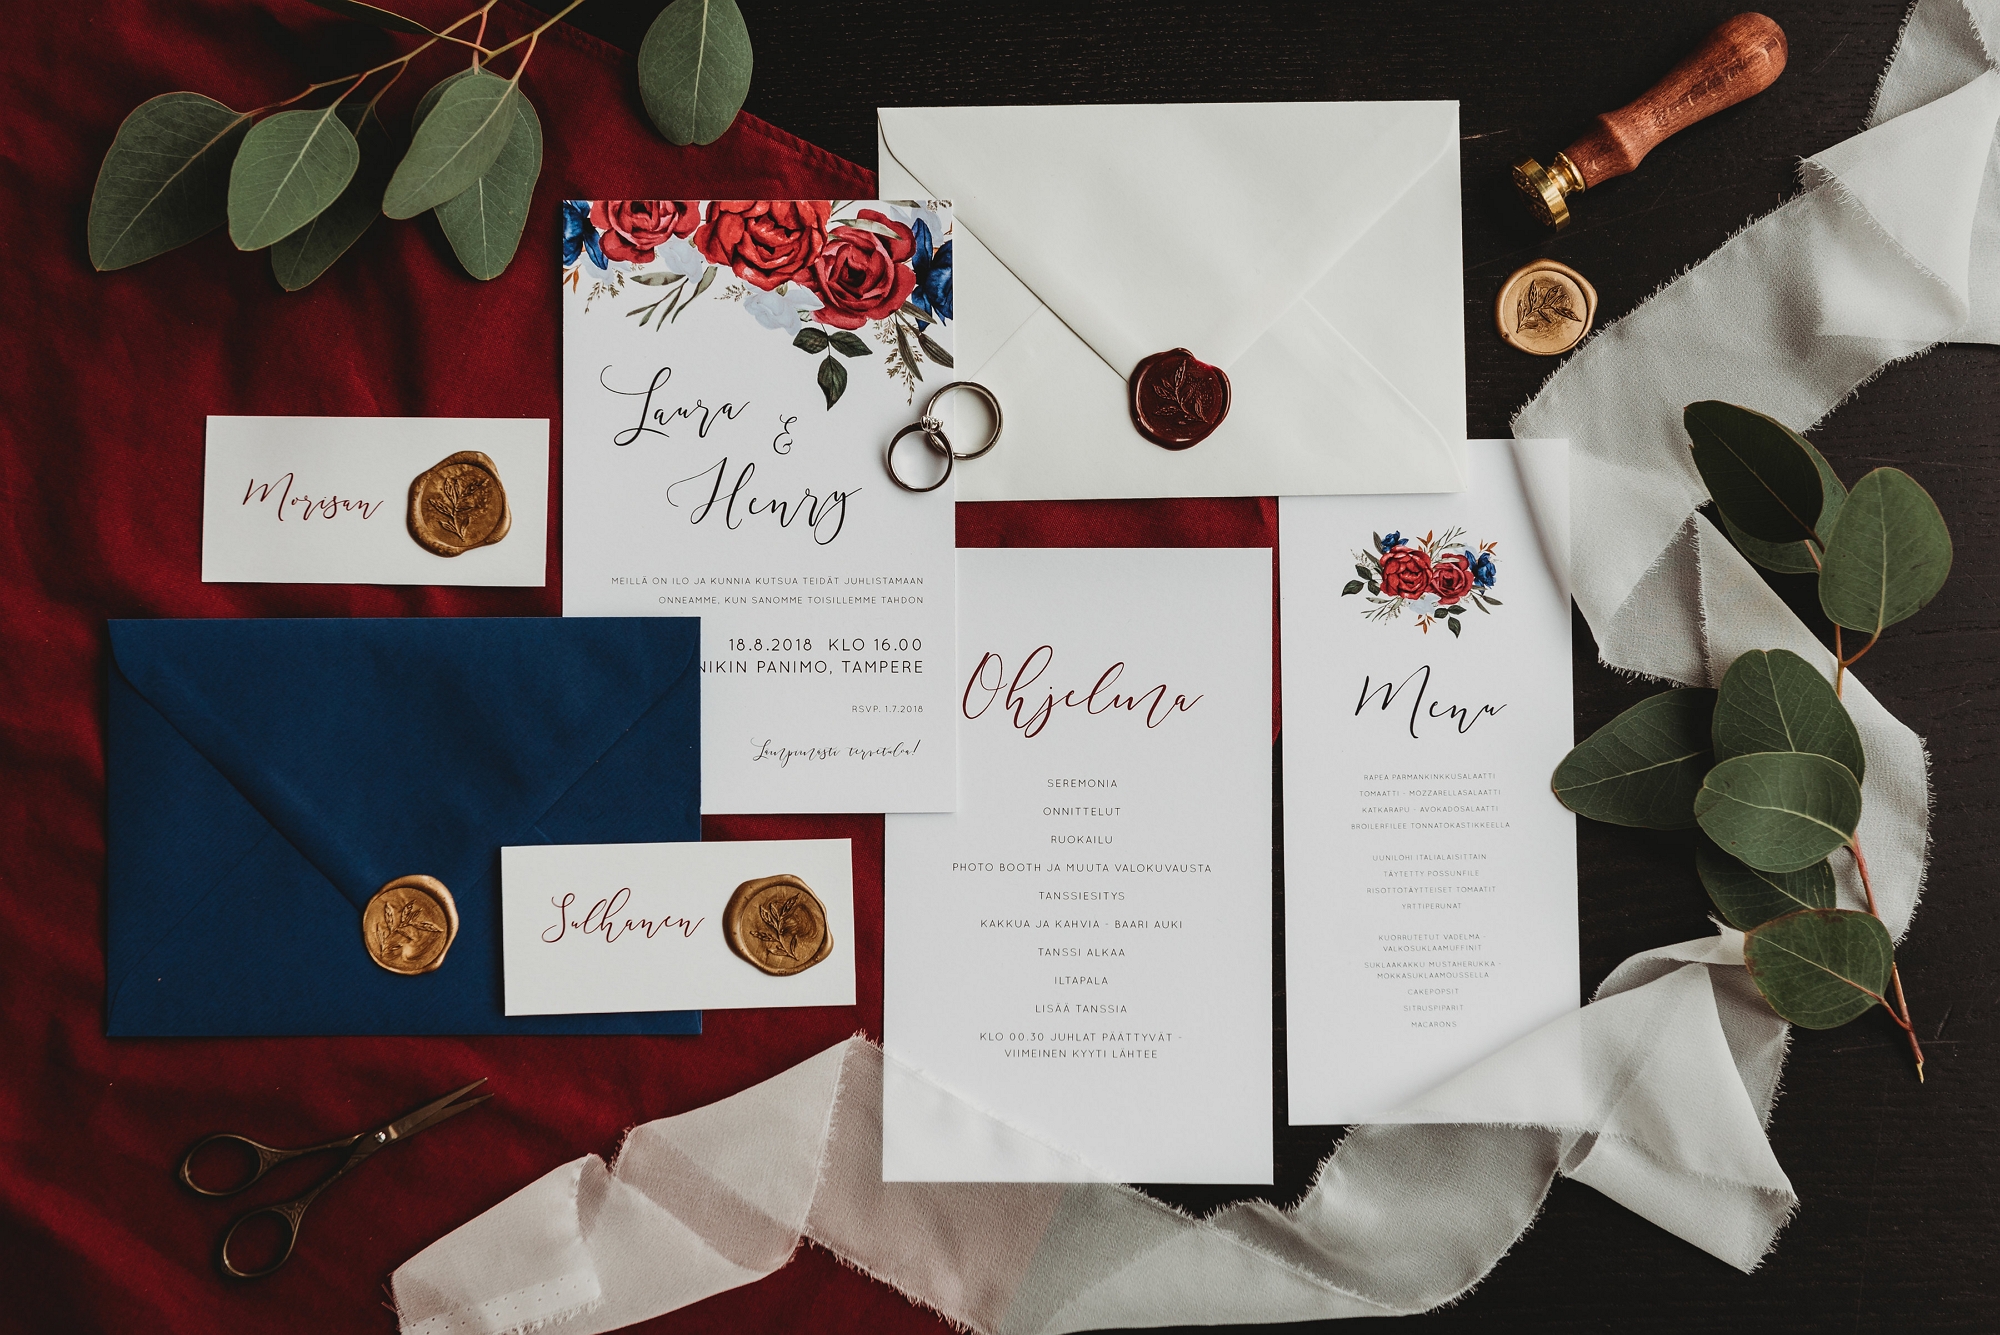 Morisan
Laura
&
Henry
MEILLÄ ON ILO JA KUNNIA KUTSUA TEIDÄT JUHLISTAMAAN
ONNEAMME, KUN SANOMME TOISILLEMME TAHDON
18.8.2018 KLO 16.00
NIKIN PANIMO, TAMPERE
RSVP. 1.7.2018
Lämpimästi tervetuloa!
Sulhanen
Ohjelma
SEREMONIA
ONNITTELUT
RUOKAILU
PHOTO BOOTH JA MUUTA VALOKUVAUSTA
TANSSIESITYS
KAKKUA JA KAHVIA - BAARI AUKI
TANSSI ALKAA
ILTAPALA
LISÄÄ TANSSIA
KLO 00.30 JUHLAT PÄÄTTYVÄT -
VIIMEINEN KYYTI LÄHTEE
Menu
RAPEA PARMANKINKKUSALAATTI
TOMAATTI - MOZZARELLASALAATTI
KATKARAPU - AVOKADOSALAATTI
BROILERFILEE TONNATOKASTIKKEELLA
UUNILOHI ITALIALAISITTAIN
TÄYTETTY POSSUNFILE
RISOTTOTÄYTTEISET TOMAATIT
YRTTIPERUNAT
KUORRUTETUT VADELMA -
VALKOSUKLAAMUFFINIT
SUKLAAKAKKU MUSTAHERUKKA -
MOKKASUKLAAMOUSSELLA
CAKEPOPSIT
SITRUSPIPARIT
MACARONS